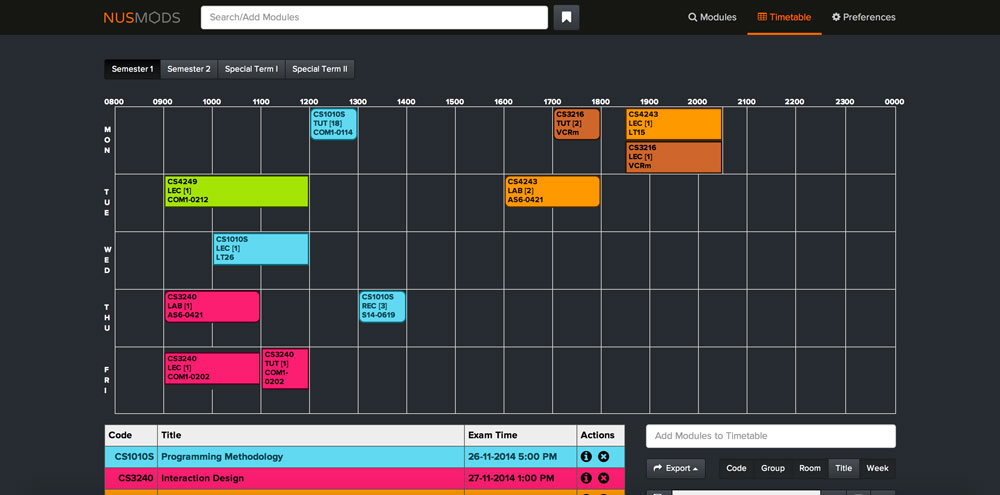 NUSMODS
Search/Add Modules
Modules
Timetable
Preferences
Semester 1
Semester 2
Special Term I
Special Term II
0800 0900 1000 1100 1200 1300 1400 1500 1600 1700 1800 1900 2000 2100 2200 2300 0000
MON
CS1010S
TUT [18]
COM1-0114
CS3216
TUT [2]
VCRm
CS4243
LEC [1]
LT15
CS3216
LEC [1]
VCRm
TUE
CS4249
LEC [1]
COM1-0212
CS4243
LAB [2]
AS6-0421
WED
CS1010S
LEC [1]
LT26
THU
CS3240
LAB [1]
AS6-0421
CS1010S
REC [3]
S14-0619
FRI
CS3240
LEC [1]
COM1-0202
CS3240
TUT [1]
COM1-
0202
Code Title Exam Time Actions
CS1010S Programming Methodology 26-11-2014 5:00 PM
CS3240 Interaction Design 27-11-2014 1:00 PM
Add Modules to Timetable
Export
Code
Group
Room
Title
Week